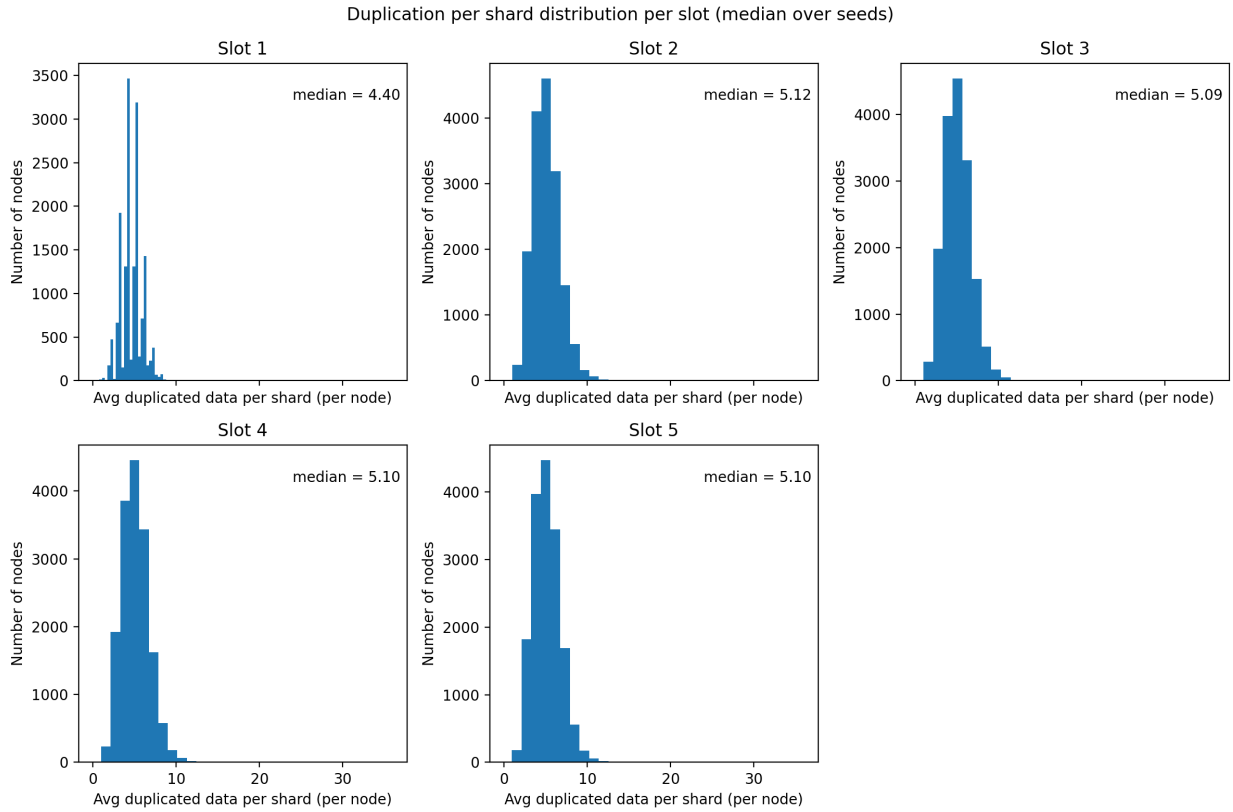 Duplication per shard distribution per slot (median over seeds)
Slot 1
median = 4.40
Number of nodes
3500
3000
2500
2000
1500
1000
500
0
Avg duplicated data per shard (per node)
Slot 2
median = 5.12
Number of nodes
4000
3000
2000
1000
0
Avg duplicated data per shard (per node)
Slot 3
median = 5.09
Number of nodes
4000
3000
2000
1000
0
Avg duplicated data per shard (per node)
Slot 4
median = 5.10
Number of nodes
4000
3000
2000
1000
0
0 10 20 30
Avg duplicated data per shard (per node)
Slot 5
median = 5.10
Number of nodes
4000
3000
2000
1000
0
0 10 20 30
Avg duplicated data per shard (per node)